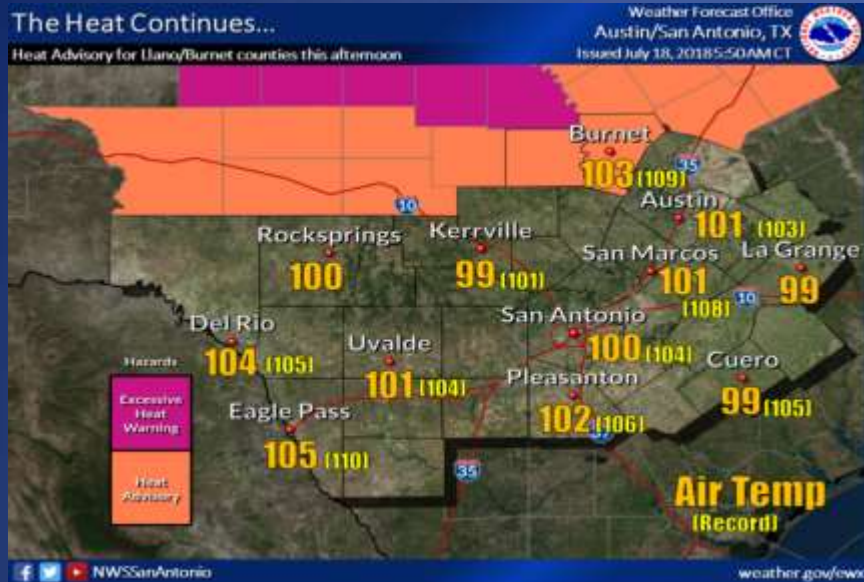 The Heat Continues...
Weather Forecast Office
Austin/San Antonio, TX
Heat Advisory for Llano/Burnet counties this afternoon
Issued July 18, 2018 5:50 AM CT
Burnet
103 (109)
35
Austin
101 (103)
10
Rocksprings
100
Kerrville
99 (101)
San Marcos
101
(108)
La Grange
99
10
San Antonio
100 (104)
Del Rio
104 (105)
Uvalde
101 (104)
Pleasanton
102 (106)
Cuero
99 (105)
Eagle Pass
105 (110)
37
35
Hazards
Excessive
Heat
Warning
Heat
Advisory
Air Temp
(Record)
NWSSanAntonio
weather.gov/ewx